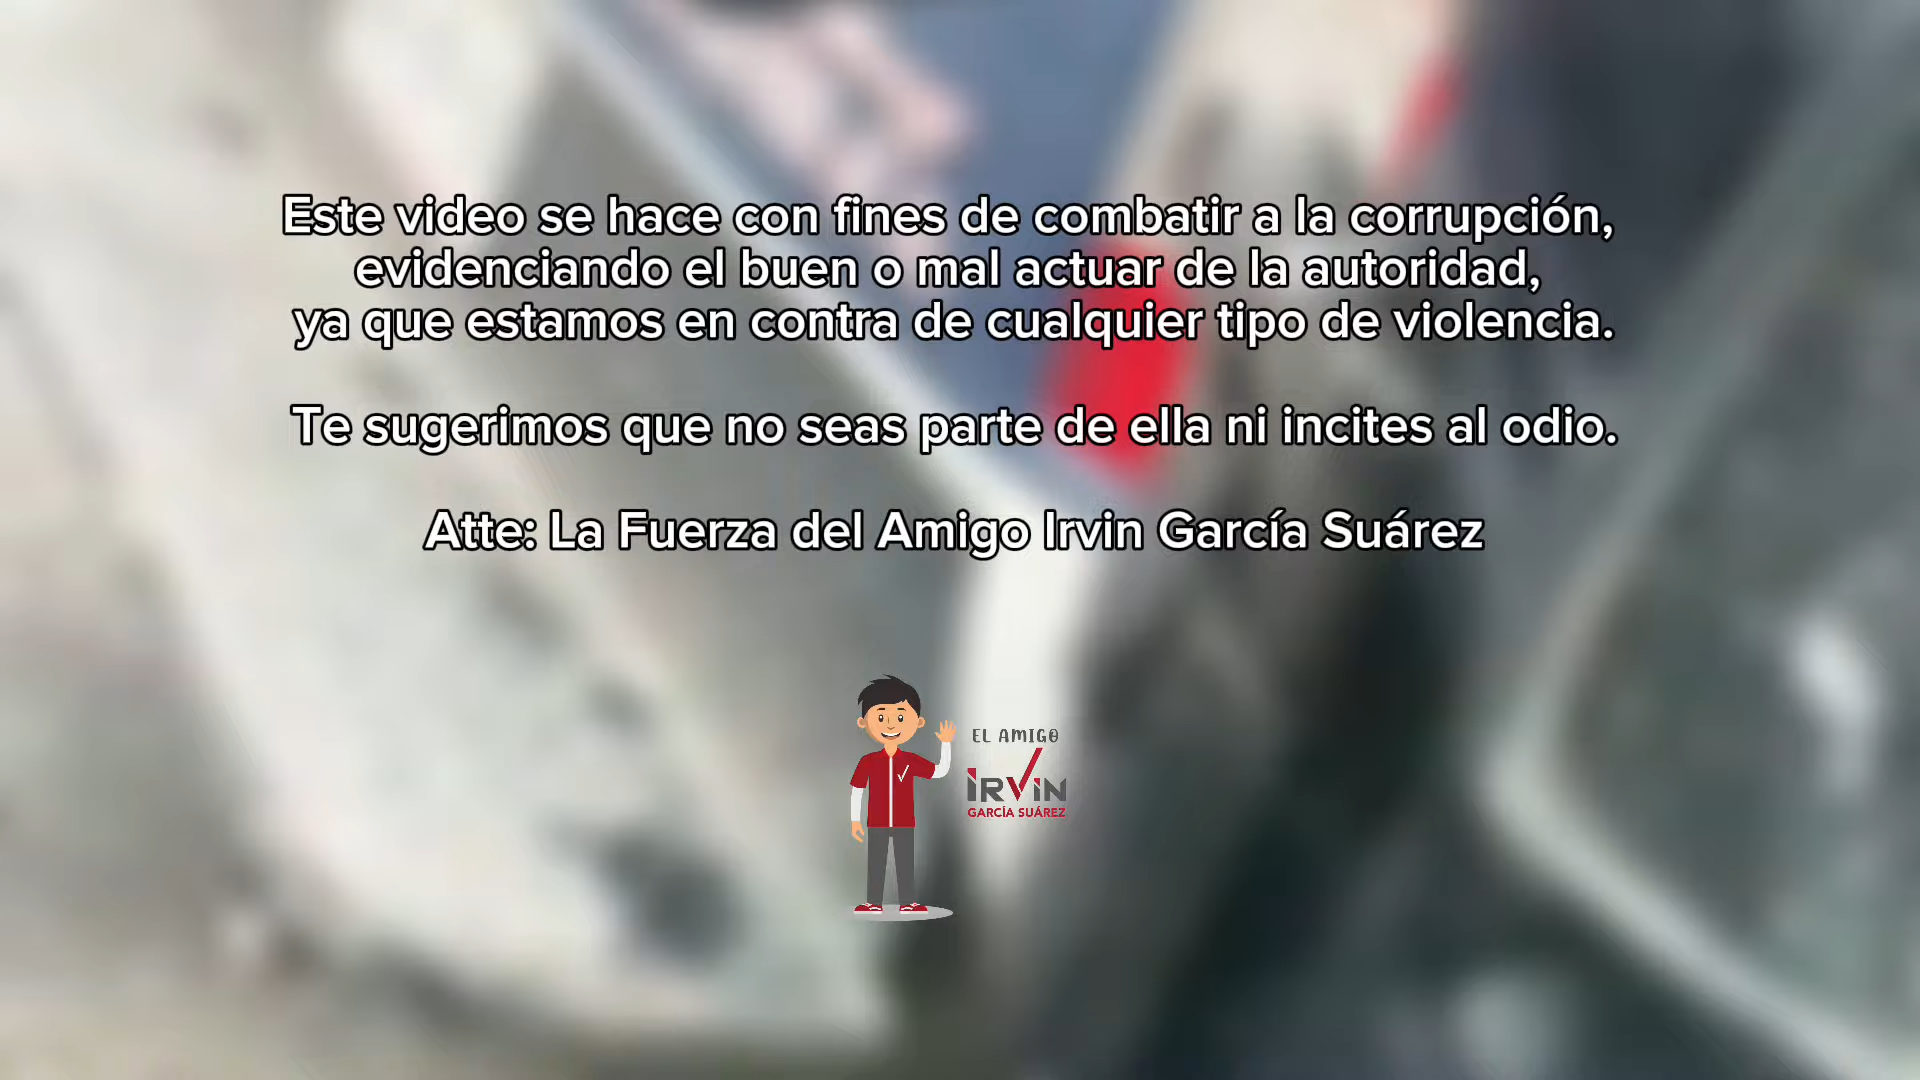 Este video se hace con fines de combatir a la corrupción,
evidenciando el buen o mal actuar de la autoridad,
ya que estamos en contra de cualquier tipo de violencia.
Te sugerimos que no seas parte de ella ni incites al odio.
Atte: La Fuerza del Amigo Irvin García Suárez
EL AMIGO
IRVIN
GARCÍA SUÁREZ